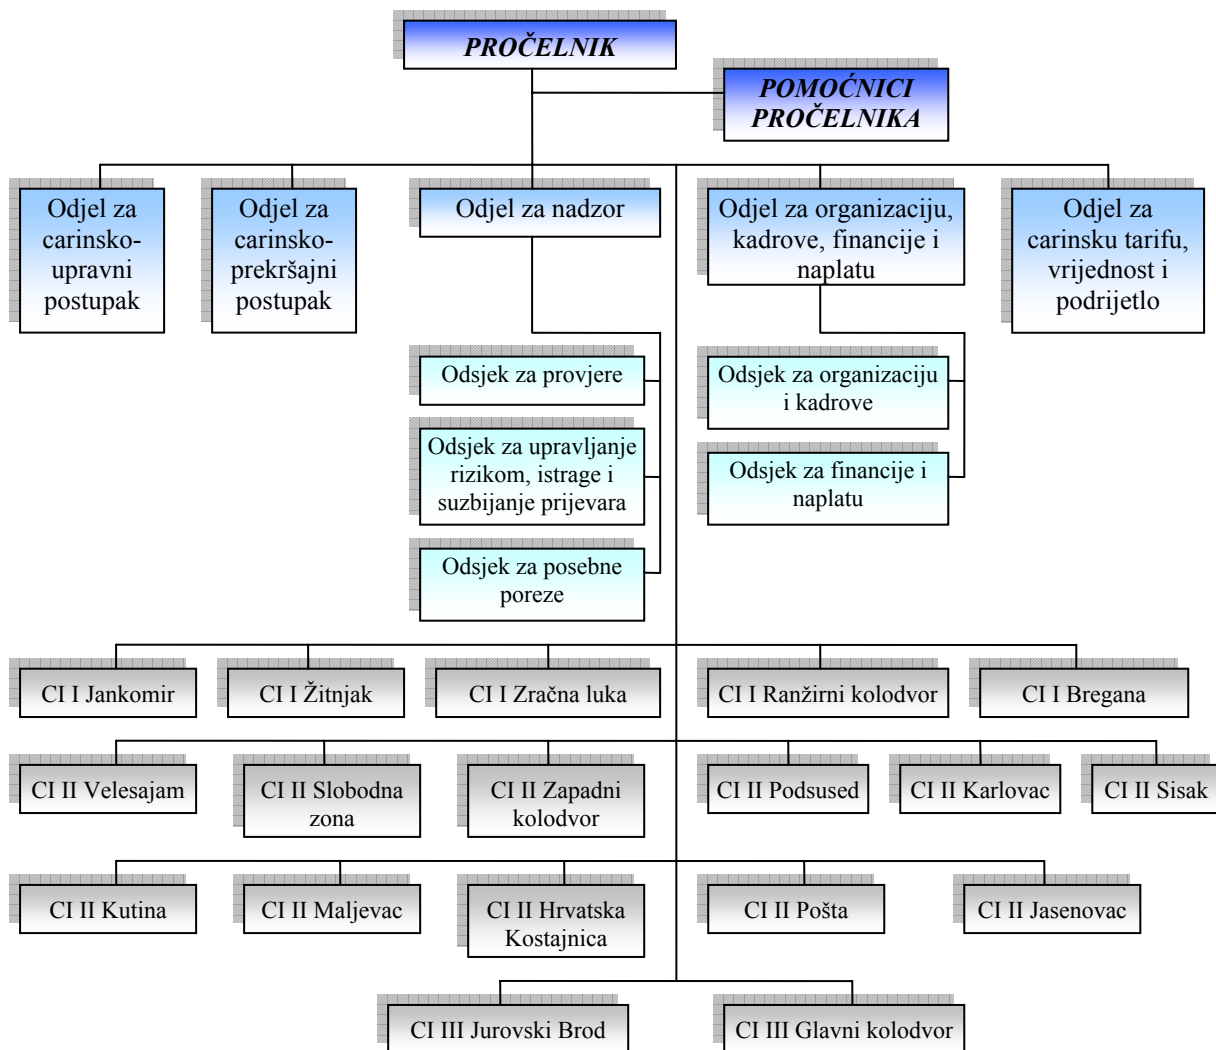 PROČELNIK
POMOĆNICI
PROČELNIKA
Odjel za
carinsko-
upravni
postupak
Odjel za
carinsko-
prekršajni
postupak
Odjel za nadzor
Odjel za organizaciju,
kadrove, financije i
naplatu
Odjel za
carinsku tarifu,
vrijednost i
podrijetlo
Odsjek za provjere
Odsjek za upravljanje
rizikom, istrage i
suzbijanje prijevara
Odsjek za posebne
poreze
Odsjek za organizaciju
i kadrove
Odsjek za financije i
naplatu
CI I Jankomir
CI I Žitnjak
CI I Zračna luka
CI I Ranžirni kolodvor
CI I Bregana
CI II Velesajam
CI II Slobodna
zona
CI II Zapadni
kolodvor
CI II Podsused
CI II Karlovac
CI II Sisak
CI II Kutina
CI II Maljevac
CI II Hrvatska
Kostajnica
CI II Pošta
CI II Jasenovac
CI III Jurovski Brod
CI III Glavni kolodvor